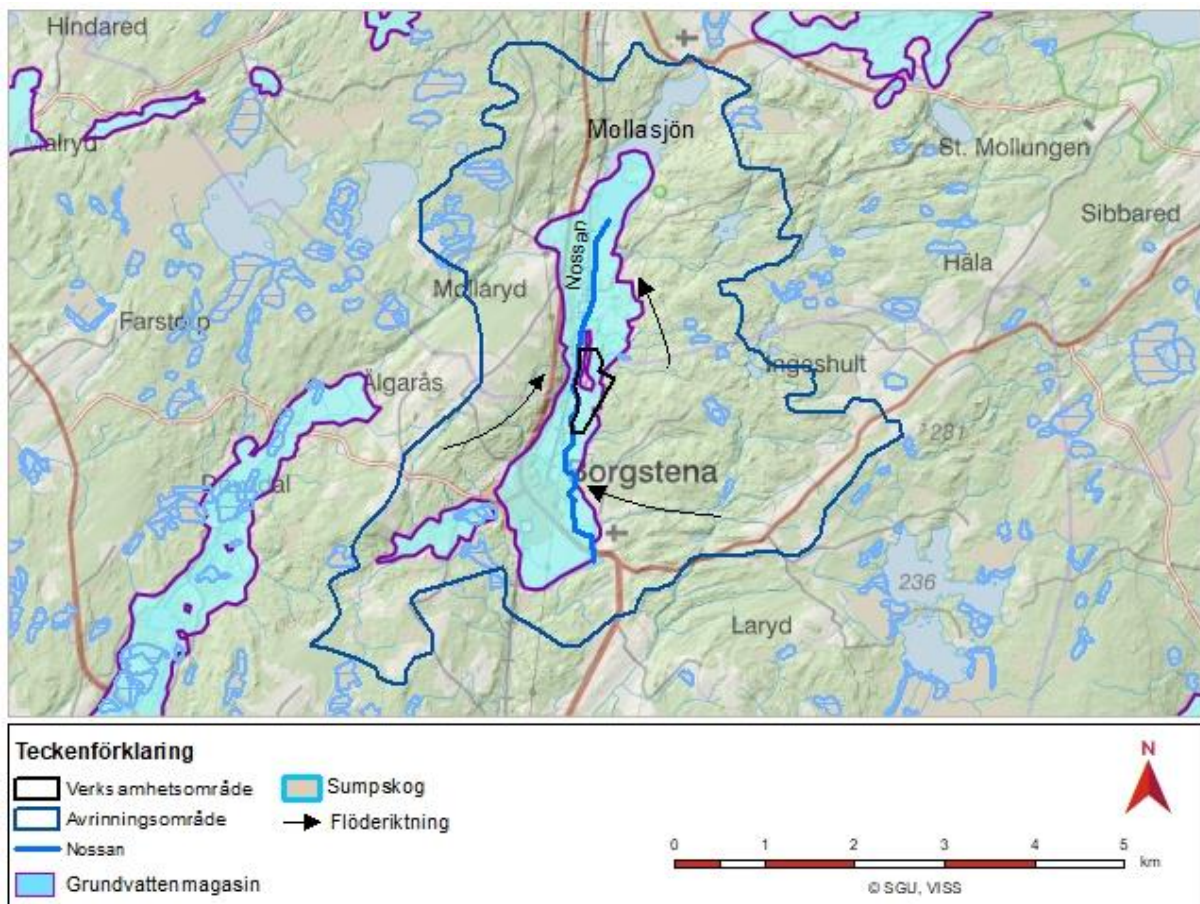 Hindared
Mollasjön
St. Mollungen
Sibbared
Nossan
Häla
Mollaryd
Ingeshult
Älgarås
281
236
Laryd
Teckenförklaring
Verksamhetsområde
Avrinningsområde
Nossan
Grundvattenmagasin
Sumpskog
Flöderiktning
N
0 1 2 3 4 5
km
© SGU, VISS